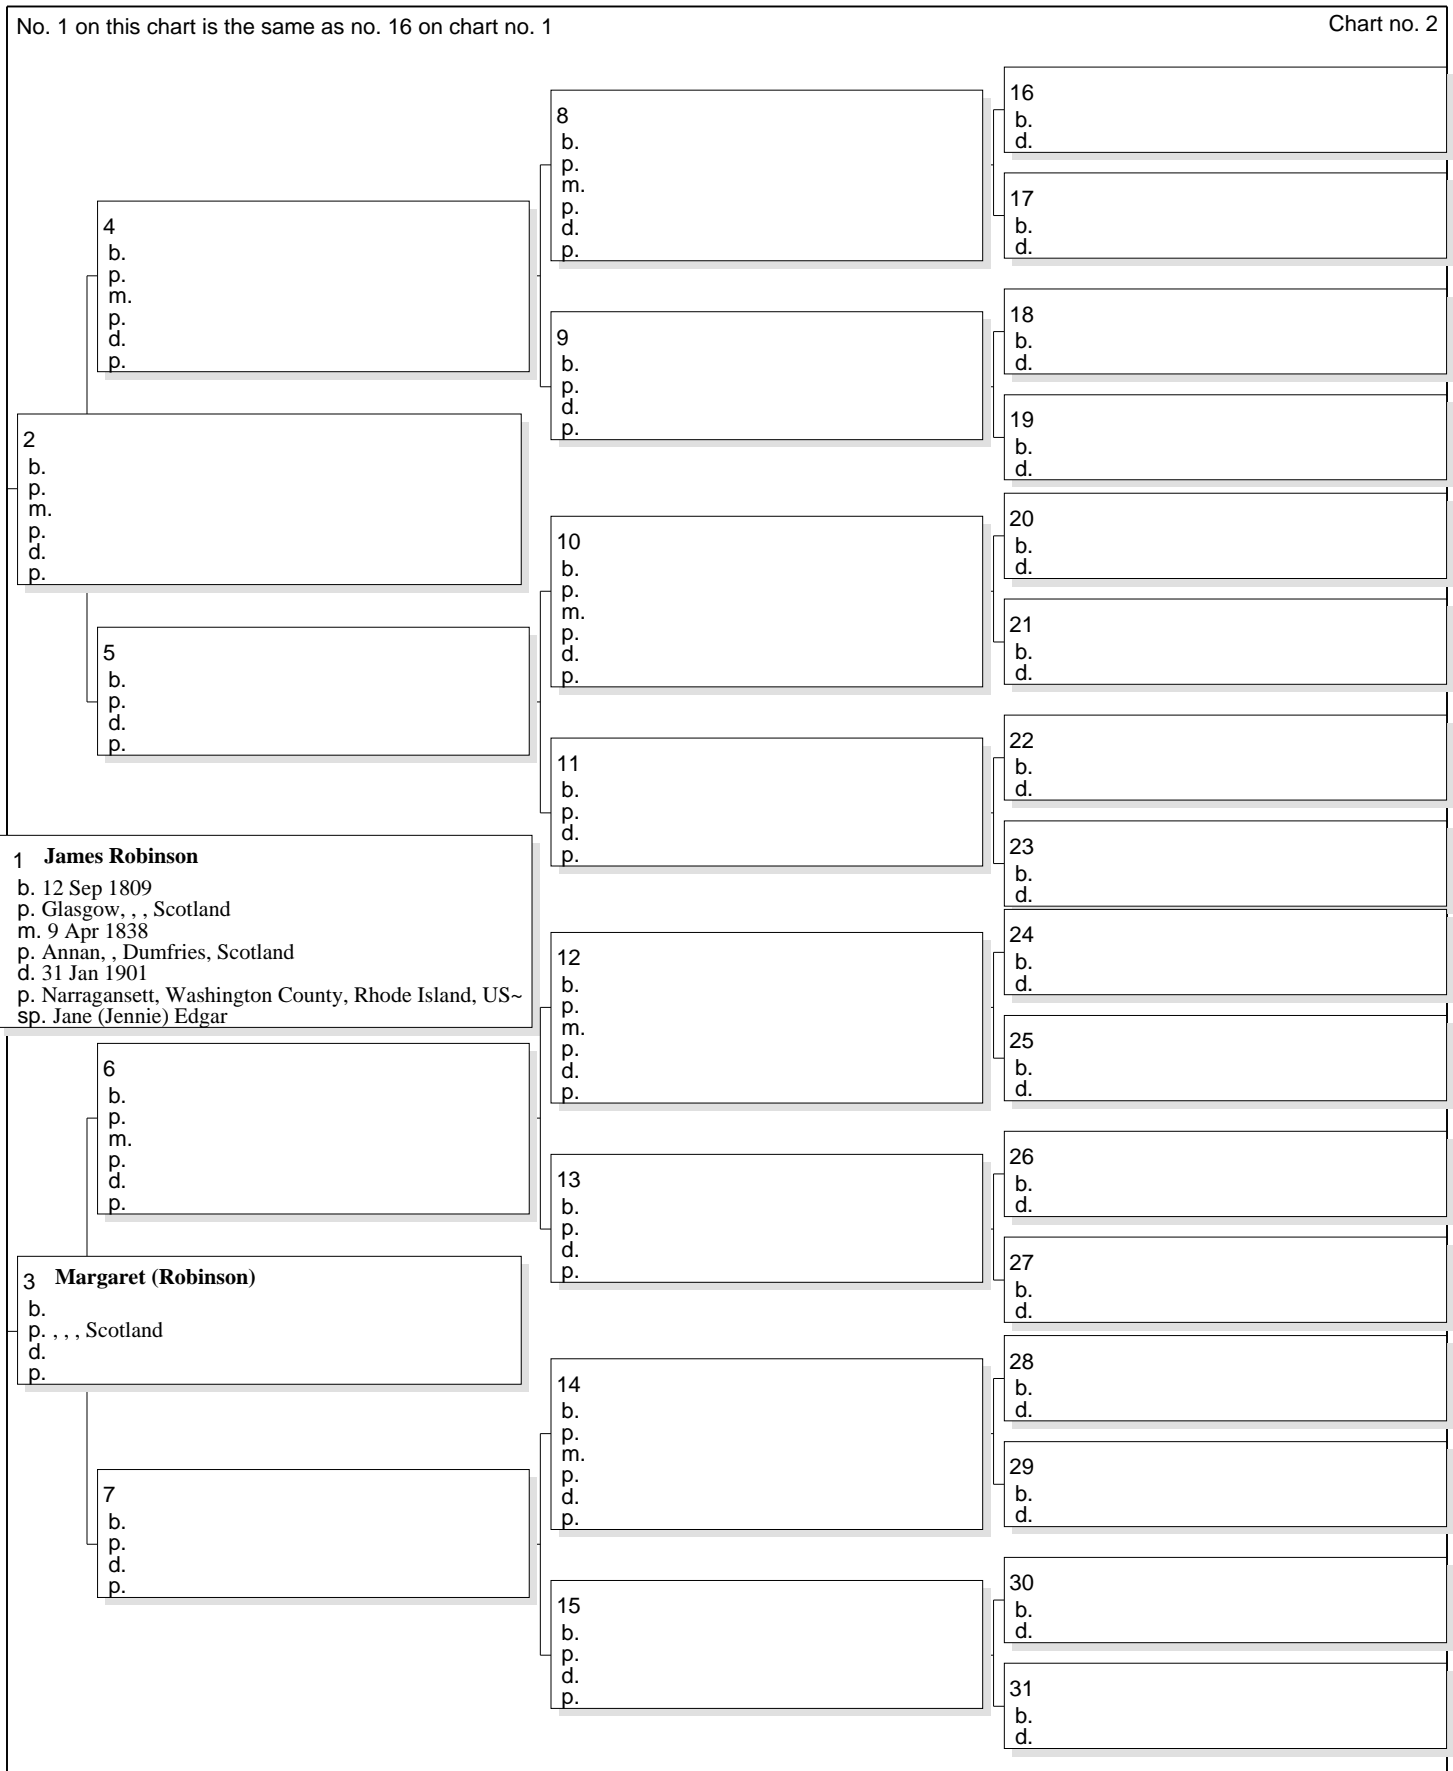 No. 1 on this chart is the same as no. 16 on chart no. 1
Chart no. 2
16
b.
d.
8
b.
p.
m.
p.
d.
p.
17
b.
d.
4
b.
p.
m.
p.
d.
p.
18
b.
d.
9
b.
p.
d.
p.
19
b.
d.
2
b.
p.
m.
p.
d.
p.
20
b.
d.
10
b.
p.
m.
p.
d.
p.
21
b.
d.
5
b.
p.
d.
p.
22
b.
d.
11
b.
p.
d.
p.
23
b.
d.
1 James Robinson
b. 12 Sep 1809
p. Glasgow, , , Scotland
m. 9 Apr 1838
p. Annan, , Dumfries, Scotland
d. 31 Jan 1901
p. Narragansett, Washington County, Rhode Island, US~
sp. Jane (Jennie) Edgar
24
b.
d.
12
b.
p.
m.
p.
d.
p.
25
b.
d.
6
b.
p.
m.
p.
d.
p.
26
b.
d.
13
b.
p.
d.
p.
27
b.
d.
3 Margaret (Robinson)
b.
p. , , , Scotland
d.
p.
28
b.
d.
14
b.
p.
m.
p.
d.
p.
29
b.
d.
7
b.
p.
d.
p.
30
b.
d.
15
b.
p.
d.
p.
31
b.
d.